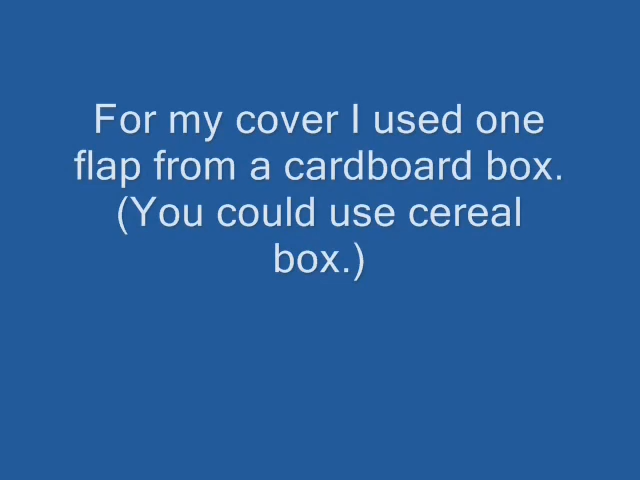 For my cover I used one
flap from a cardboard box.
(You could use cereal
box.)